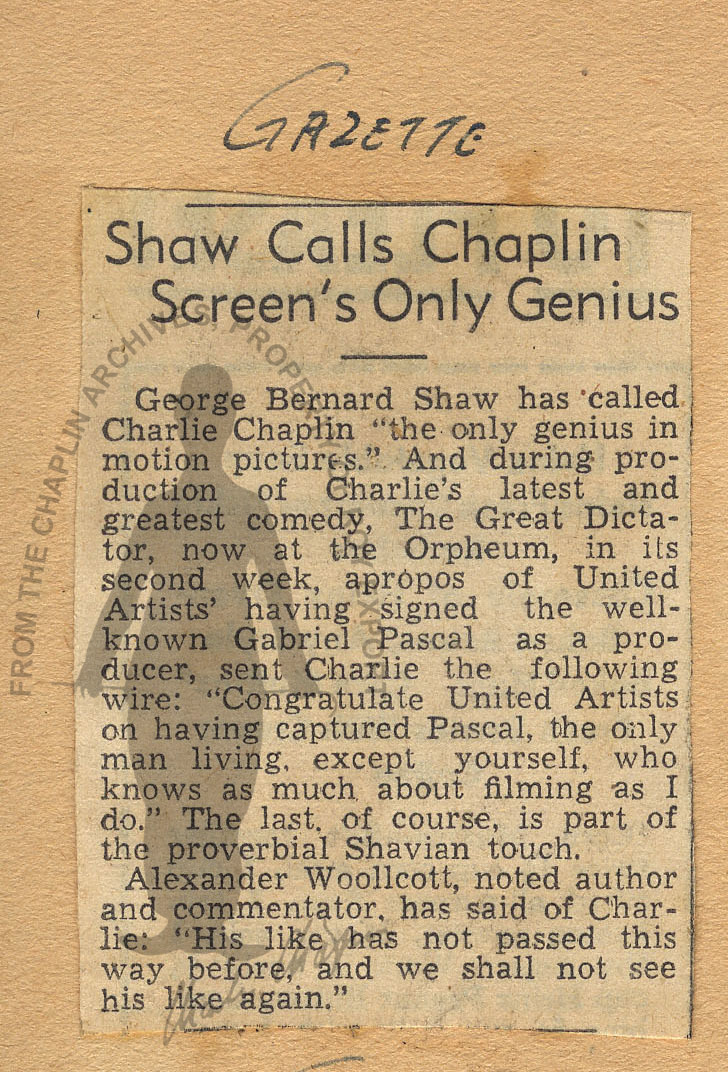 GAZETTE
Shaw Calls Chaplin
Screen's Only Genius
George Bernard Shaw has called
Charlie Chaplin "the only genius in
motion pictures." And during pro-
duction of Charlie's latest and
greatest comedy, The Great Dicta-
tor, now at the Orpheum, in its
second week, apropos of United
Artists' having signed the well-
known Gabriel Pascal as a pro-
ducer, sent Charlie the following
wire: "Congratulate United Artists
on having captured Pascal, the only
man living, except yourself, who
knows as much about filming as I
do." The last, of course, is part of
the proverbial Shavian touch.
Alexander Woollcott, noted author
and commentator, has said of Char-
lie: "His like has not passed this
way before, and we shall not see
his like again."
FROM THE CHAPLIN ARCHIVES. PROPERTY